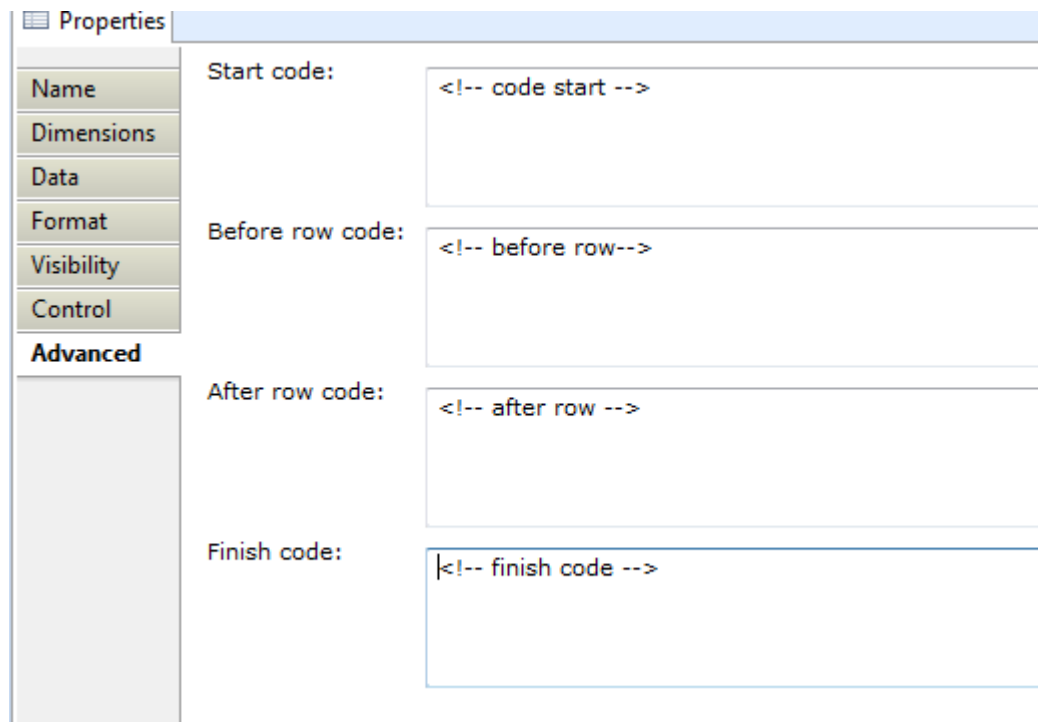 Properties
Name
Dimensions
Data
Format
Visibility
Control
Advanced
Start code:
<!-- code start -->
Before row code:
<!-- before row-->
After row code:
<!-- after row -->
Finish code:
<!-- finish code -->